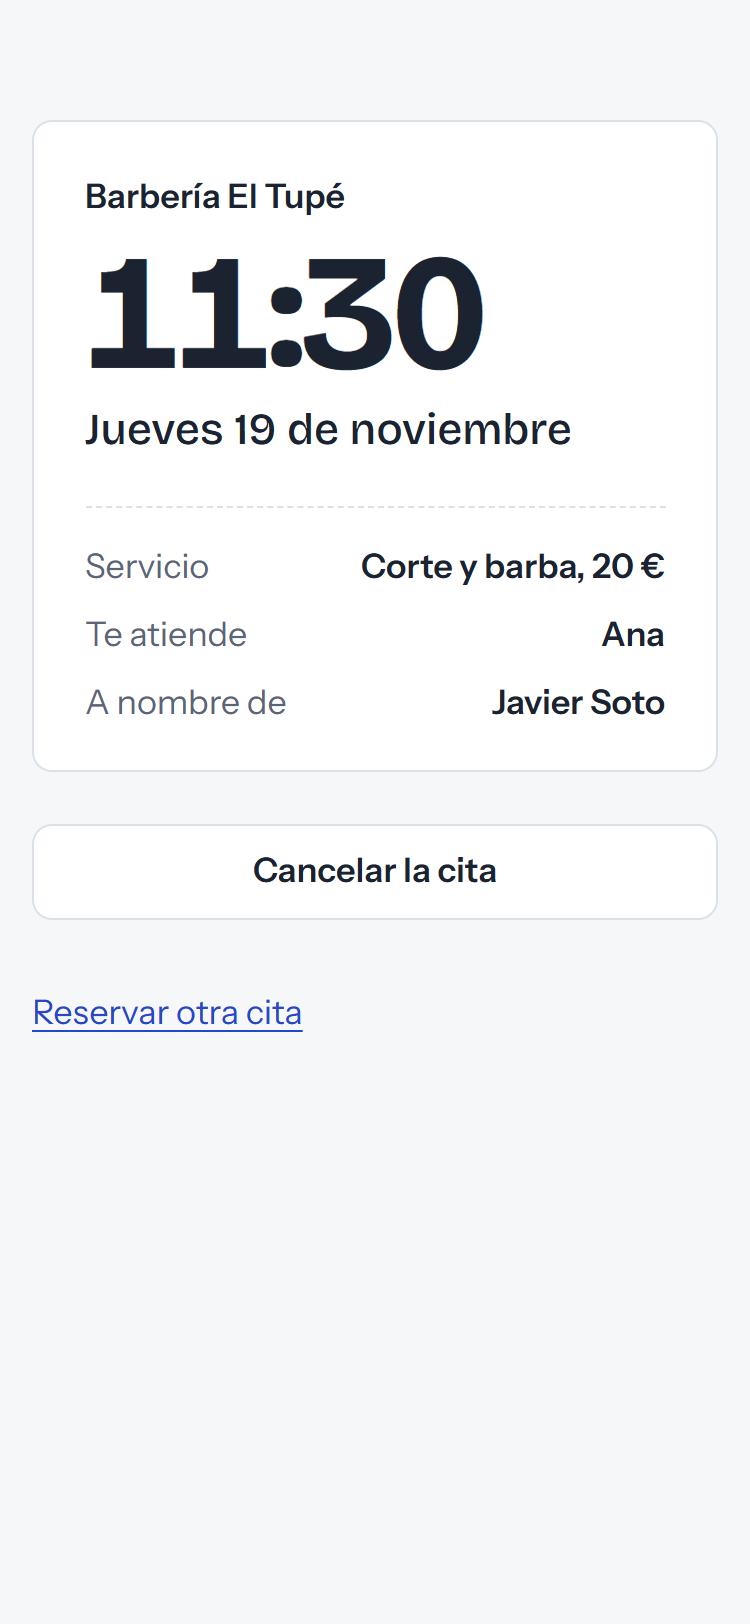 Barbería El Tupé
11:30
Jueves 19 de noviembre
Servicio Corte y barba, 20 €
Te atiende Ana
A nombre de Javier Soto
Cancelar la cita
Reservar otra cita